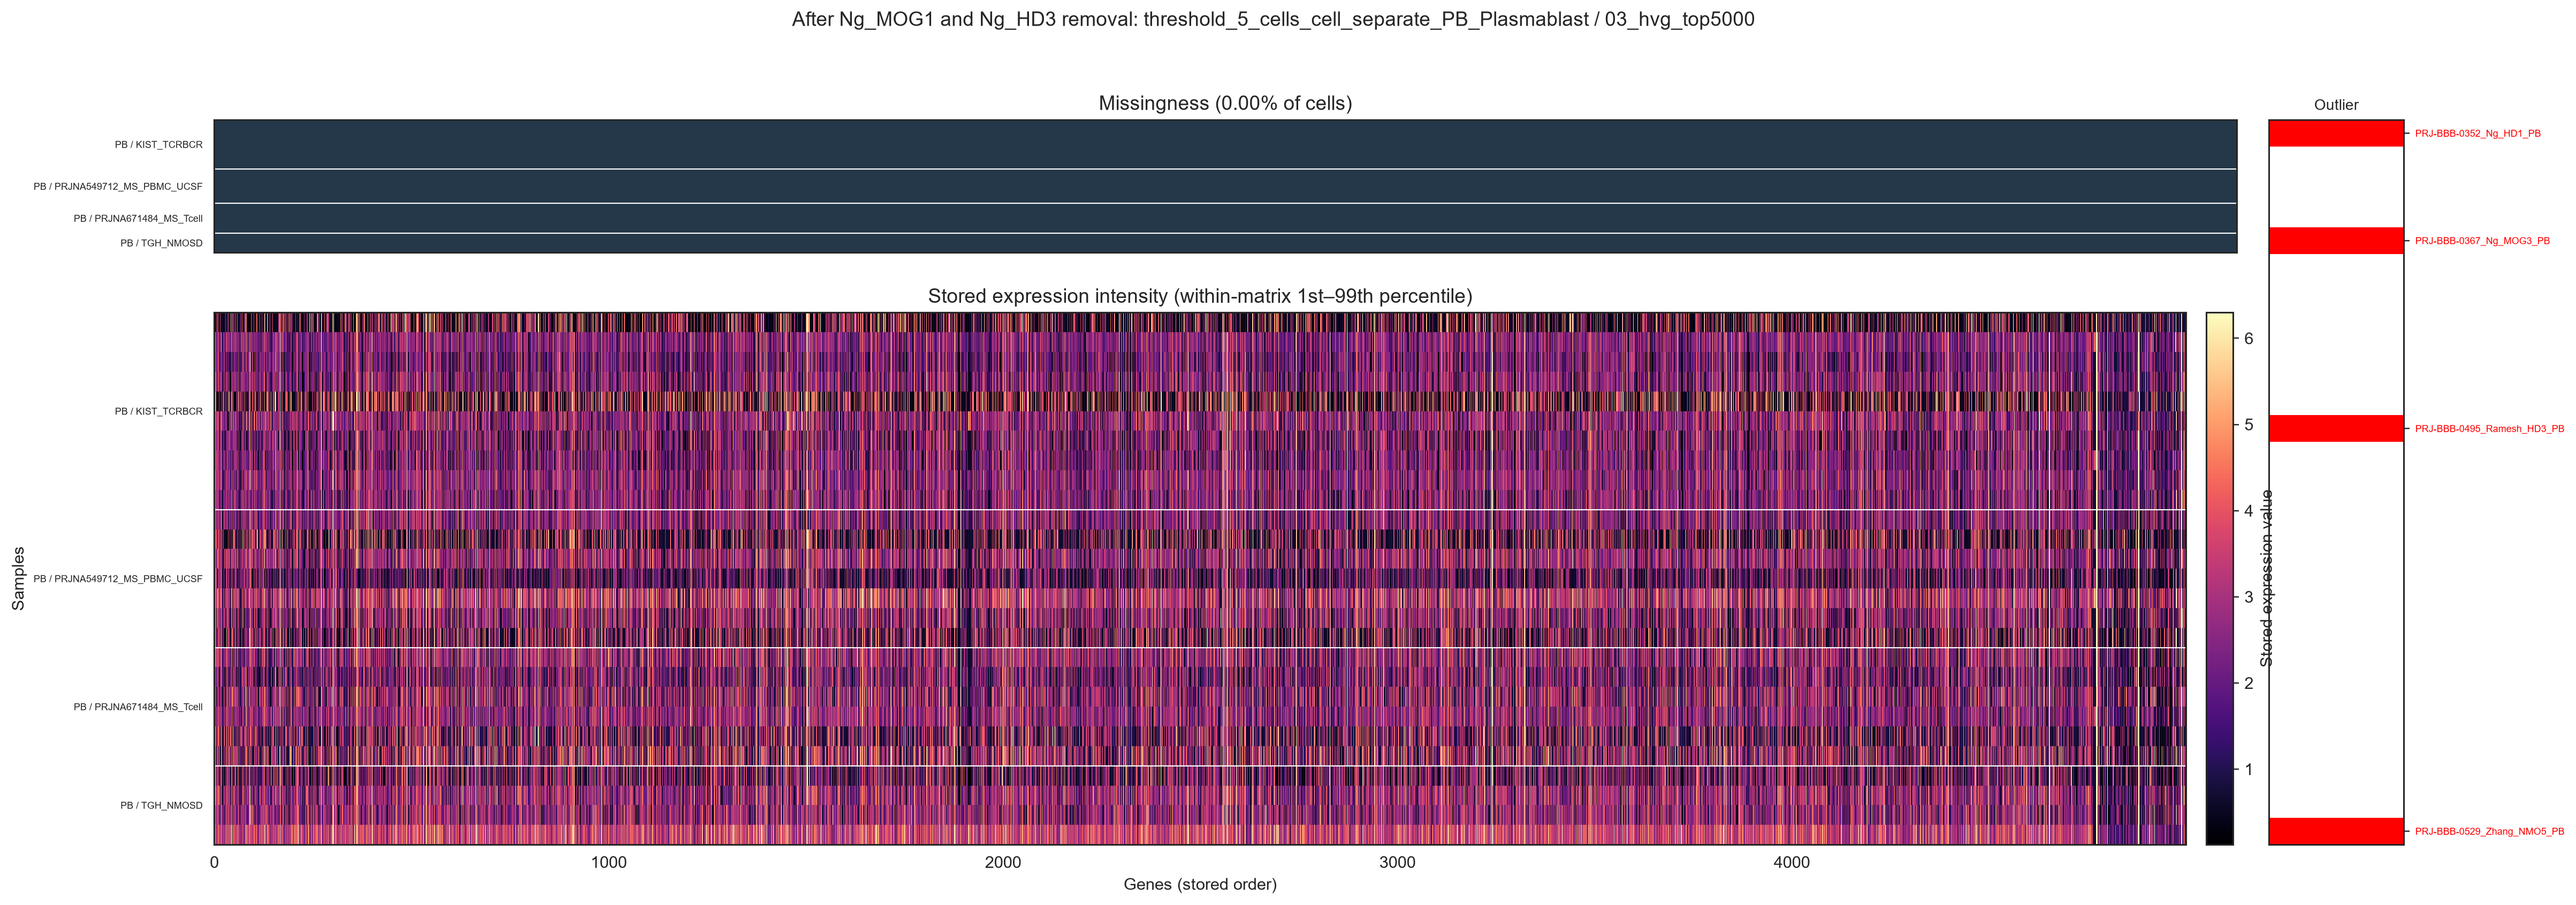 After Ng_MOG1 and Ng_HD3 removal: threshold_5_cells_cell_separate_PB_Plasmablast / 03_hvg_top5000
Missingness (0.00% of cells)
PB / KIST_TCRBCR
PB / PRJNA549712_MS_PBMC_UCSF
PB / PRJNA671484_MS_Tcell
PB / TGH_NMOSD
Outlier
PRJ-BBB-0352_Ng_HD1_PB
PRJ-BBB-0367_Ng_MOG3_PB
PRJ-BBB-0495_Ramesh_HD3_PB
PRJ-BBB-0529_Zhang_NMO5_PB
Stored expression intensity (within-matrix 1st–99th percentile)
Samples
PB / KIST_TCRBCR
PB / PRJNA549712_MS_PBMC_UCSF
PB / PRJNA671484_MS_Tcell
PB / TGH_NMOSD
0
1000
2000
3000
4000
Genes (stored order)
6
5
4
3
2
1
Stored expression value